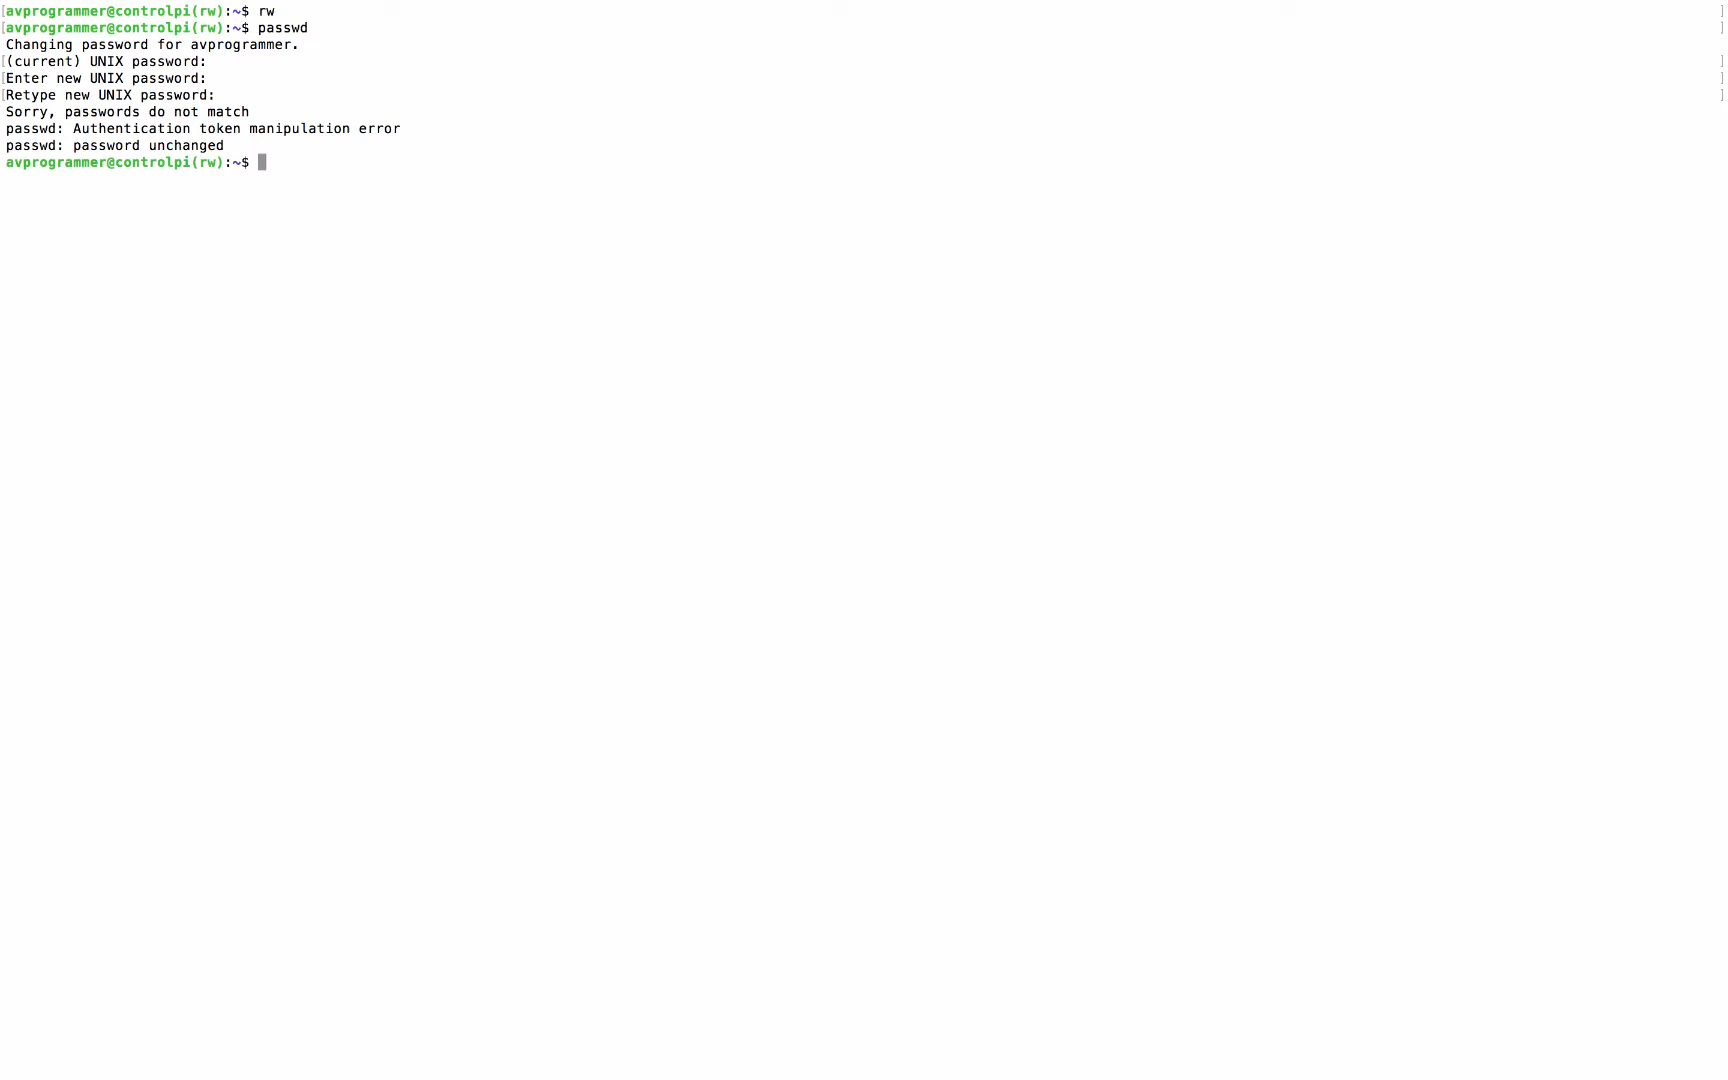 [avprogrammer@controlpi(rw):~$ rw ]
[avprogrammer@controlpi(rw):~$ passwd ]
Changing password for avprogrammer.
[(current) UNIX password: ]
[Enter new UNIX password: ]
[Retype new UNIX password: ]
Sorry, passwords do not match
passwd: Authentication token manipulation error
passwd: password unchanged
avprogrammer@controlpi(rw):~$